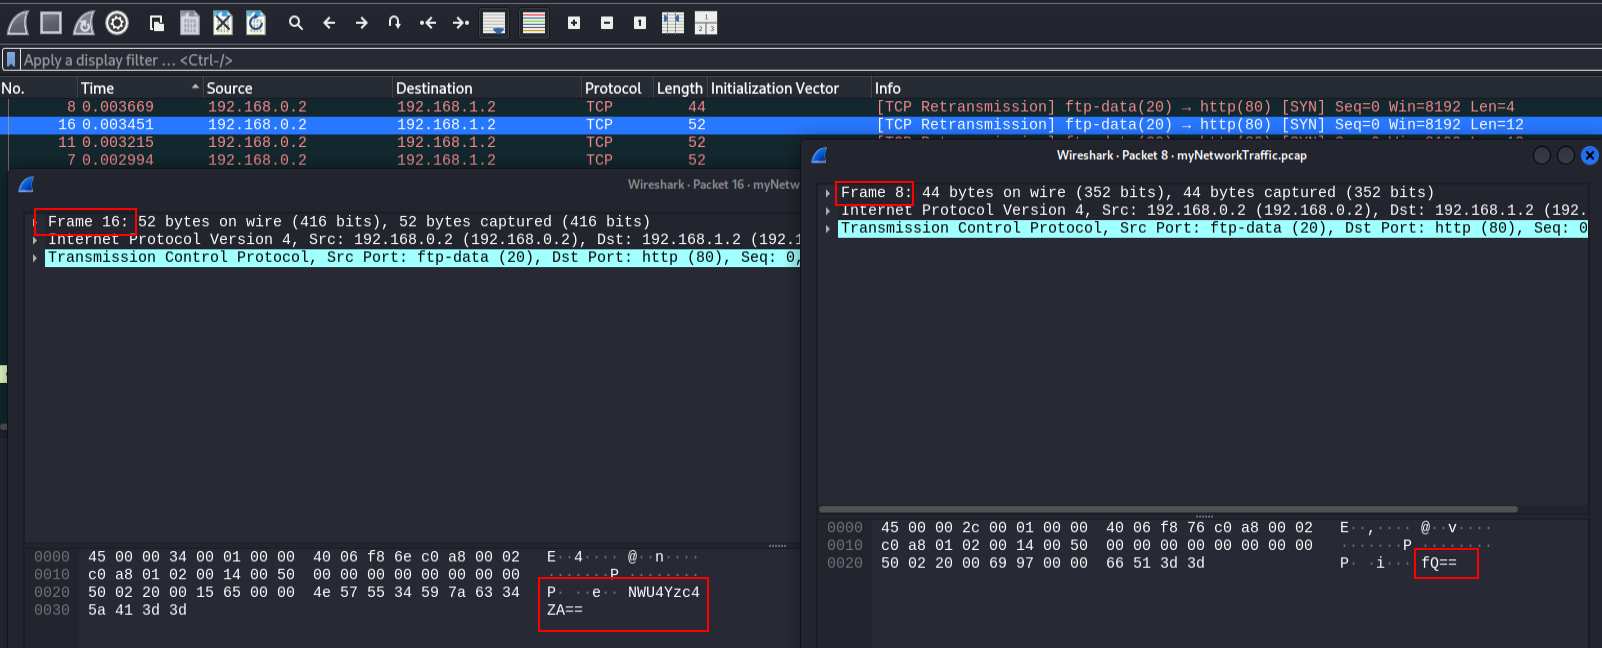 Apply a display filter ... <Ctrl-/>
No. Time Source Destination Protocol Length Initialization Vector Info
8 0.003669 192.168.0.2 192.168.1.2 TCP 44 [TCP Retransmission] ftp-data(20) → http(80) [SYN] Seq=0 Win=8192 Len=4
16 0.003451 192.168.0.2 192.168.1.2 TCP 52 [TCP Retransmission] ftp-data(20) → http(80) [SYN] Seq=0 Win=8192 Len=12
11 0.003215 192.168.0.2 192.168.1.2 TCP 52
7 0.002994 192.168.0.2 192.168.1.2 TCP 52
Wireshark · Packet 16 · myNetw
Frame 16: 52 bytes on wire (416 bits), 52 bytes captured (416 bits)
Internet Protocol Version 4, Src: 192.168.0.2 (192.168.0.2), Dst: 192.168.1.2 (192.1
Transmission Control Protocol, Src Port: ftp-data (20), Dst Port: http (80), Seq: 0,
0000 45 00 00 34 00 01 00 00 40 06 f8 6e c0 a8 00 02 E··4····@··n····
0010 c0 a8 01 02 00 14 00 50 00 00 00 00 00 00 00 00 ·······P········
0020 50 02 20 00 15 65 00 00 4e 57 55 34 59 7a 63 34 P· ··e··NWU4Yzc4
0030 5a 41 3d 3d ZA==
Wireshark · Packet 8 · myNetworkTraffic.pcap
Frame 8: 44 bytes on wire (352 bits), 44 bytes captured (352 bits)
Internet Protocol Version 4, Src: 192.168.0.2 (192.168.0.2), Dst: 192.168.1.2 (192.
Transmission Control Protocol, Src Port: ftp-data (20), Dst Port: http (80), Seq: 0
0000 45 00 00 2c 00 01 00 00 40 06 f8 76 c0 a8 00 02 E··,····@··v····
0010 c0 a8 01 02 00 14 00 50 00 00 00 00 00 00 00 00 ·······P········
0020 50 02 20 00 69 97 00 00 66 51 3d 3d P· ·i···fQ==